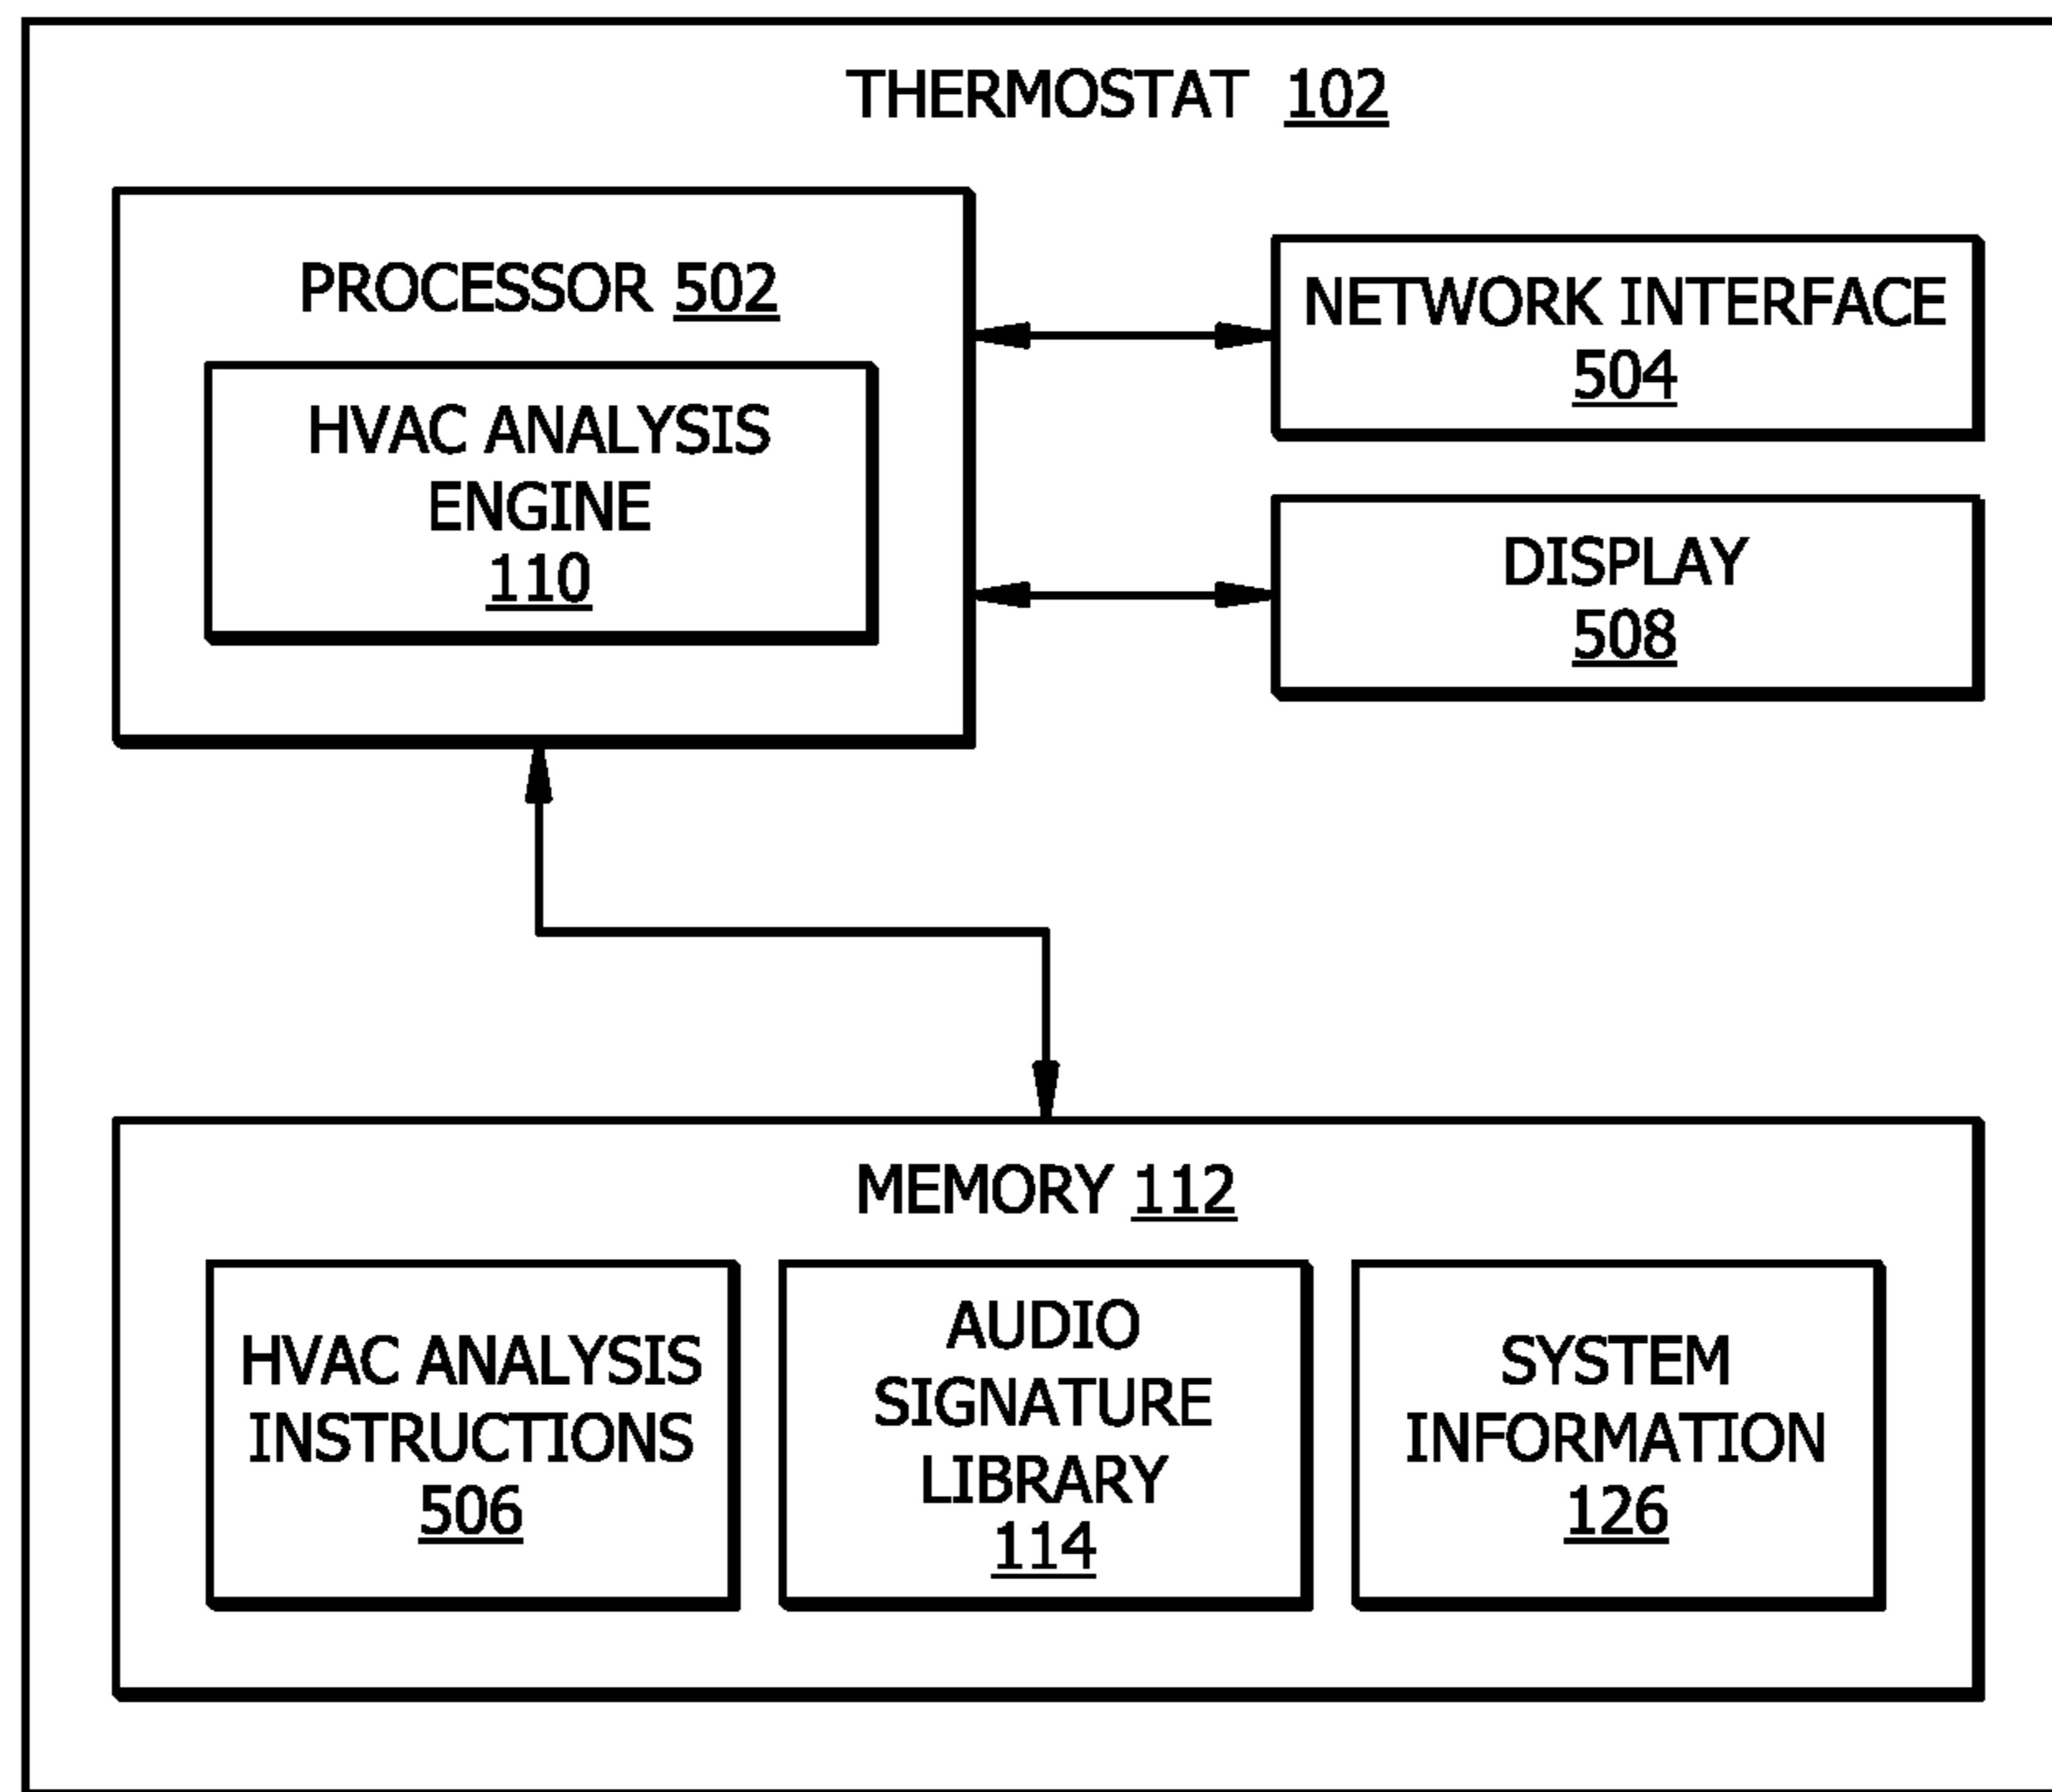 THERMOSTAT 102
PROCESSOR 502
HVAC ANALYSIS
ENGINE
110
NETWORK INTERFACE
504
DISPLAY
508
MEMORY 112
HVAC ANALYSIS
INSTRUCTIONS
506
AUDIO
SIGNATURE
LIBRARY
114
SYSTEM
INFORMATION
126